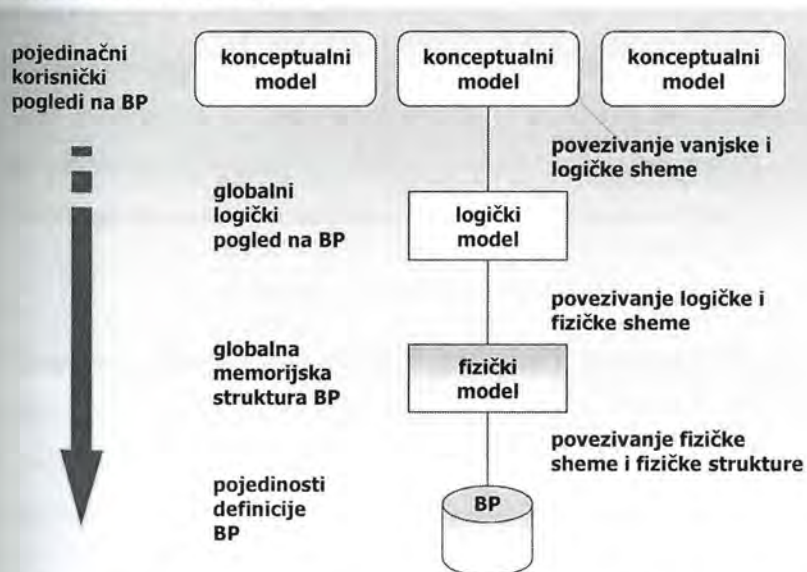 pojedinačni
korisnički
pogledi na BP
konceptualni
model
konceptualni
model
konceptualni
model
povezivanje vanjske i
logičke sheme
globalni
logički
pogled na BP
logički
model
povezivanje logičke i
fizičke sheme
globalna
memorijska
struktura BP
fizički
model
povezivanje fizičke
sheme i fizičke strukture
pojedinosti
definicije
BP
BP